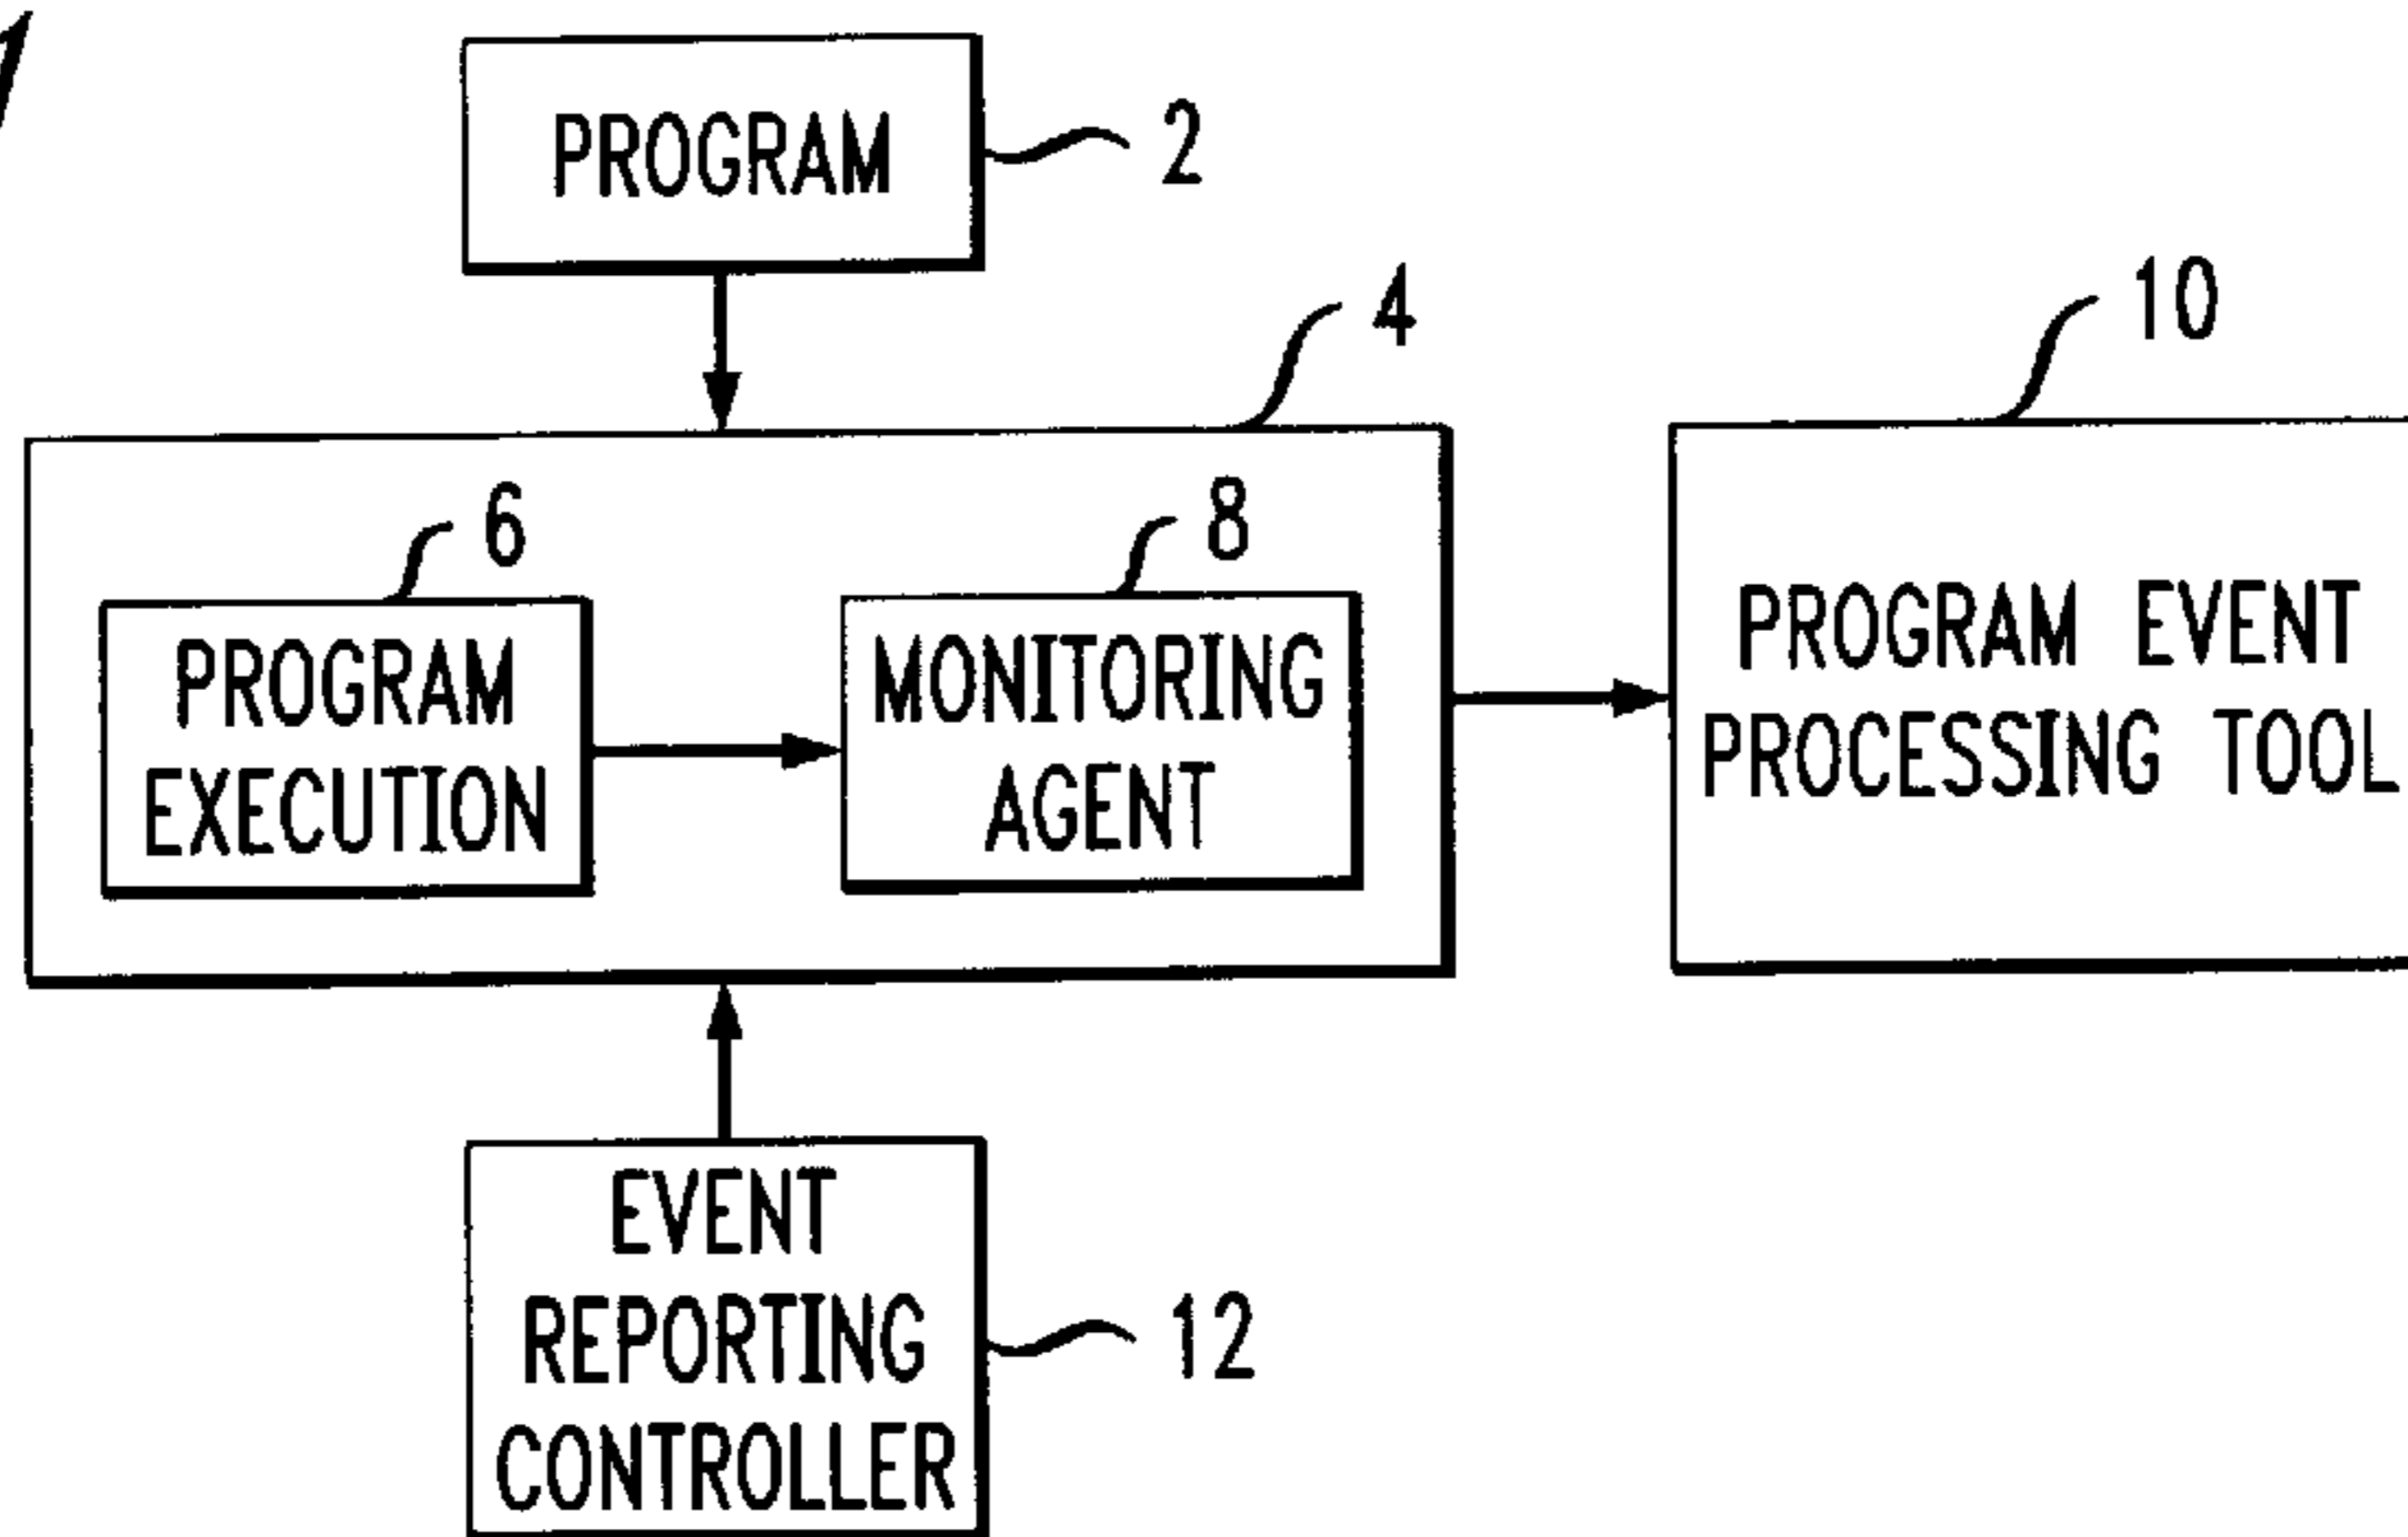 PROGRAM
2
4
10
6
8
PROGRAM
EXECUTION
MONITORING
AGENT
PROGRAM EVENT
PROCESSING TOOL
EVENT
REPORTING
CONTROLLER
12